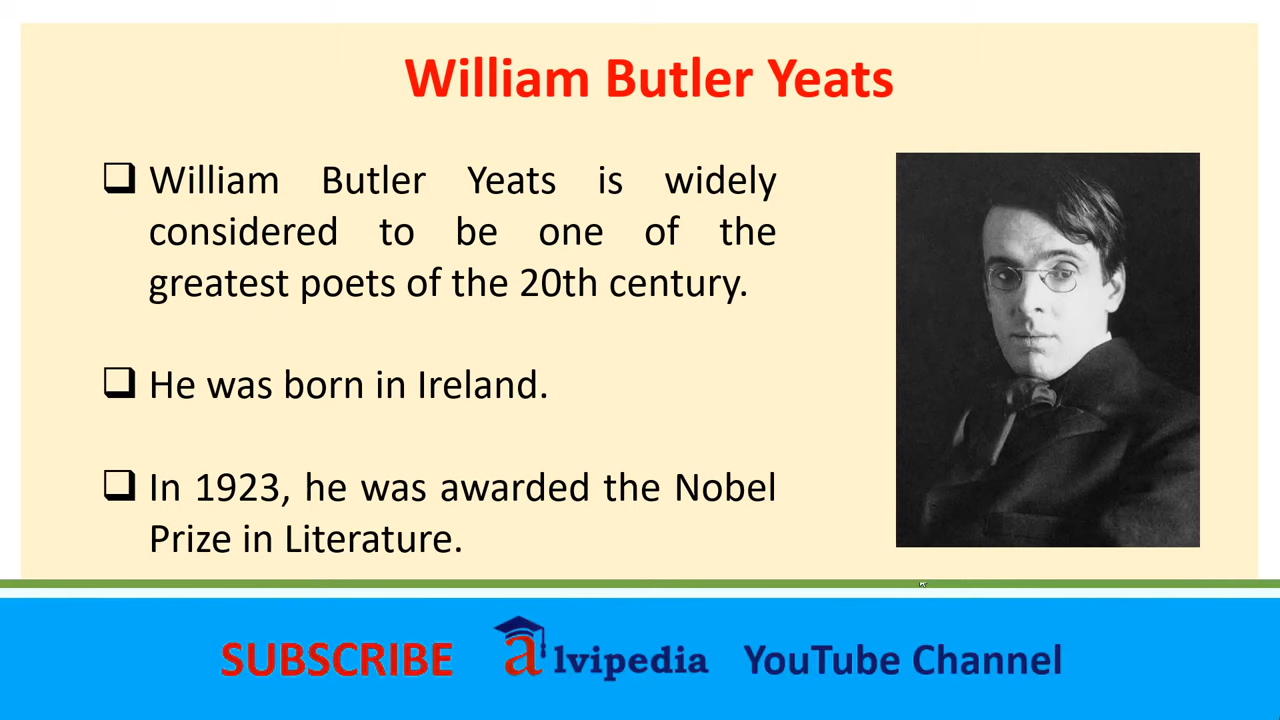 William Butler Yeats
William Butler Yeats is widely
considered to be one of the
greatest poets of the 20th century.
He was born in Ireland.
In 1923, he was awarded the Nobel
Prize in Literature.
SUBSCRIBE alvipedia YouTube Channel